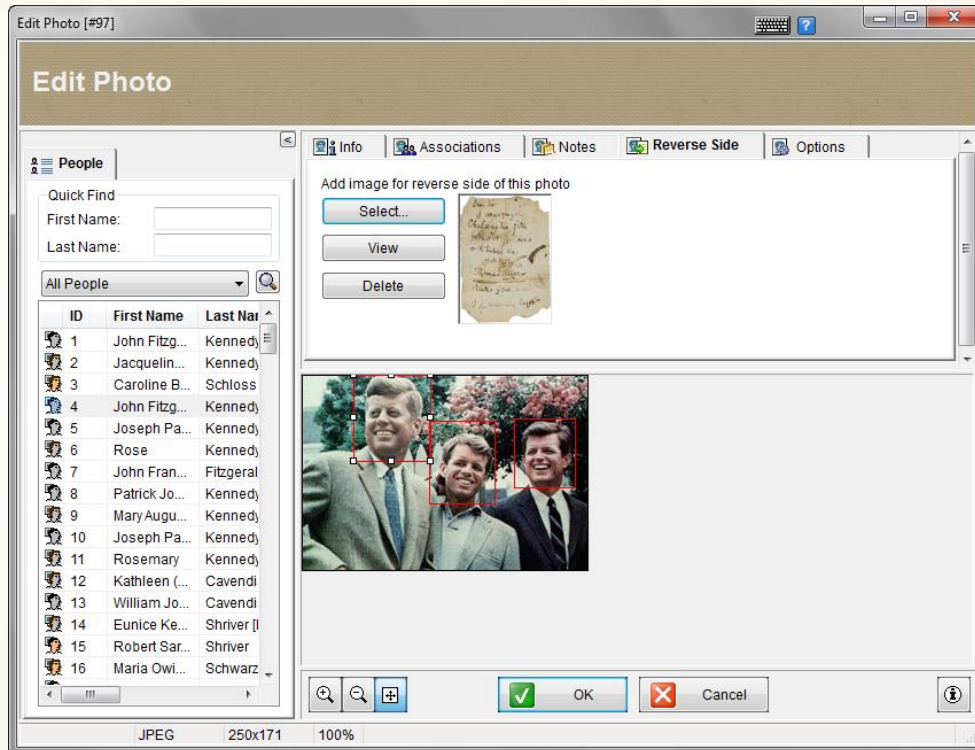 Edit Photo [#97]
Edit Photo
People
Quick Find
First Name:
Last Name:
All People
ID First Name Last Nar
1 John Fitzg... Kennedy
2 Jacquelin... Kennedy
3 Caroline B... Schloss
4 John Fitzg... Kennedy
5 Joseph Pa... Kennedy
6 Rose Kennedy
7 John Fran... Fitzgeral
8 Patrick Jo... Kennedy
9 Mary Augu... Kennedy
10 Joseph Pa... Kennedy
11 Rosemary Kennedy
12 Kathleen (... Cavendi
13 William Jo... Cavendi
14 Eunice Ke... Shriver [
15 Robert Sar... Shriver
16 Maria Owi... Schwarz
Info Associations Notes Reverse Side Options
Add image for reverse side of this photo
Select...
View
Delete
OK Cancel
JPEG 250x171 100%